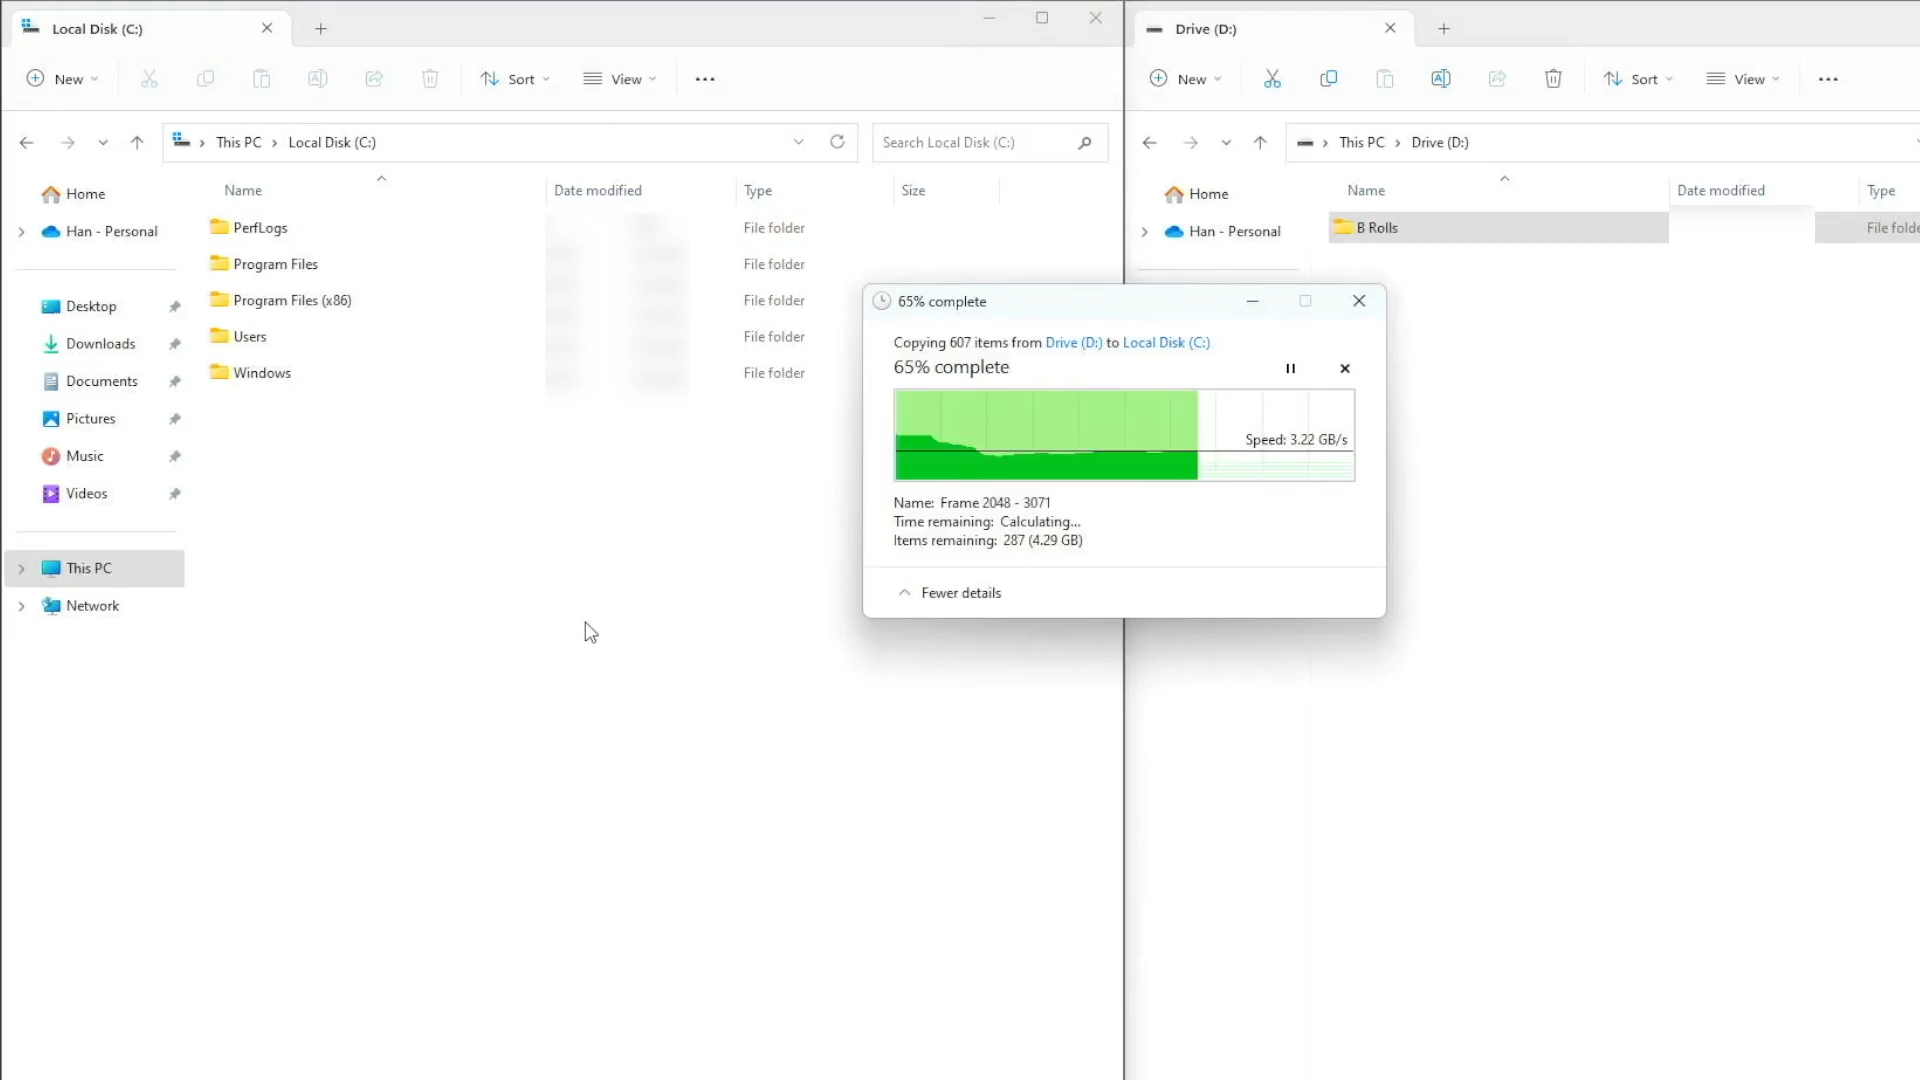 Local Disk (C:)
New
Sort
View
This PC
Local Disk (C:)
Search Local Disk (C:)
Home
Han - Personal
Desktop
Downloads
Documents
Pictures
Music
Videos
This PC
Network
Name
Date modified
Type
Size
PerfLogs
File folder
Program Files
File folder
Program Files (x86)
File folder
Users
File folder
Windows
File folder
65% complete
Copying 607 items from Drive (D:) to Local Disk (C:)
65% complete
Speed: 3.22 GB/s
Name: Frame 2048 - 3071
Time remaining: Calculating...
Items remaining: 287 (4.29 GB)
Fewer details
Drive (D:)
New
Sort
View
This PC
Drive (D:)
Home
Han - Personal
Name
Date modified
Type
B Rolls
File folde